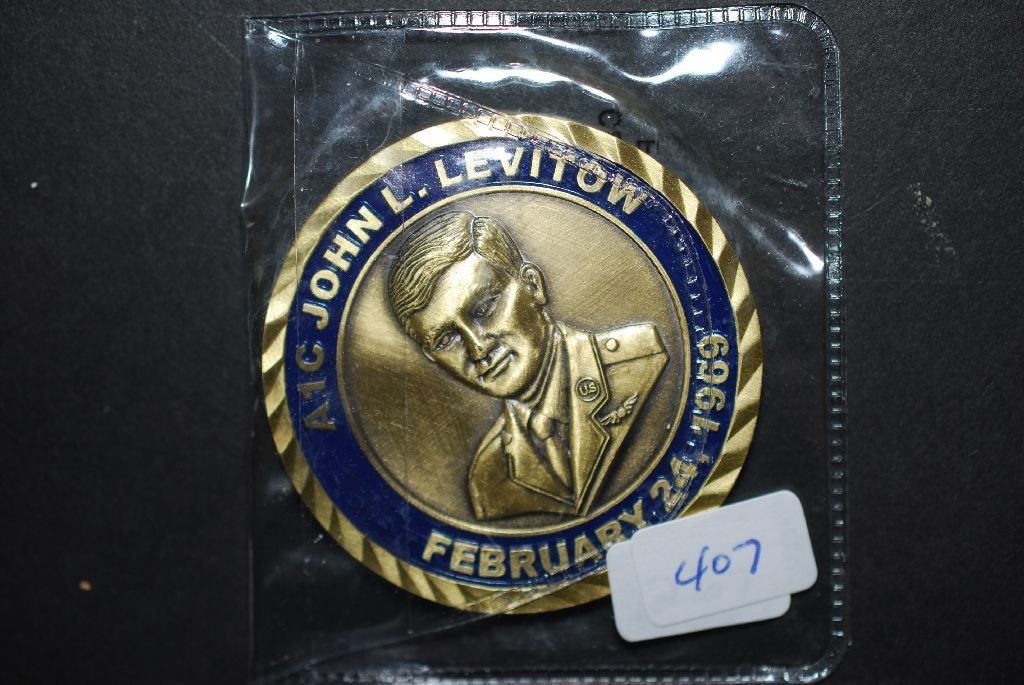 A1C JOHN L. LEVITOW
FEBRUARY 24, 1969
US
407